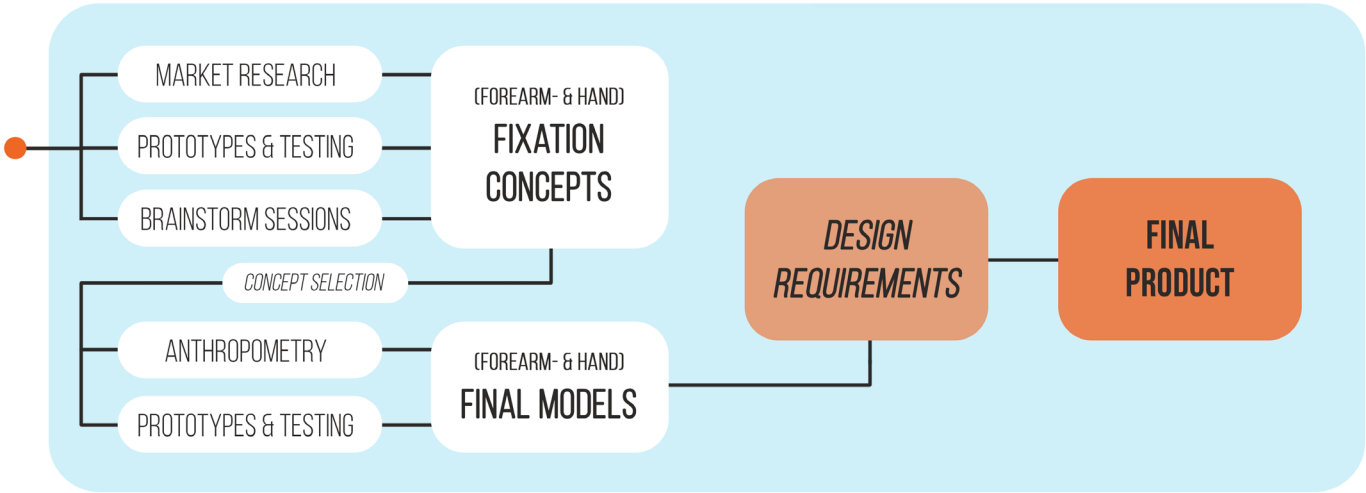 MARKET RESEARCH
PROTOTYPES & TESTING
BRAINSTORM SESSIONS
(FOREARM- & HAND)
FIXATION
CONCEPTS
CONCEPT SELECTION
ANTHROPOMETRY
PROTOTYPES & TESTING
(FOREARM- & HAND)
FINAL MODELS
DESIGN
REQUIREMENTS
FINAL
PRODUCT